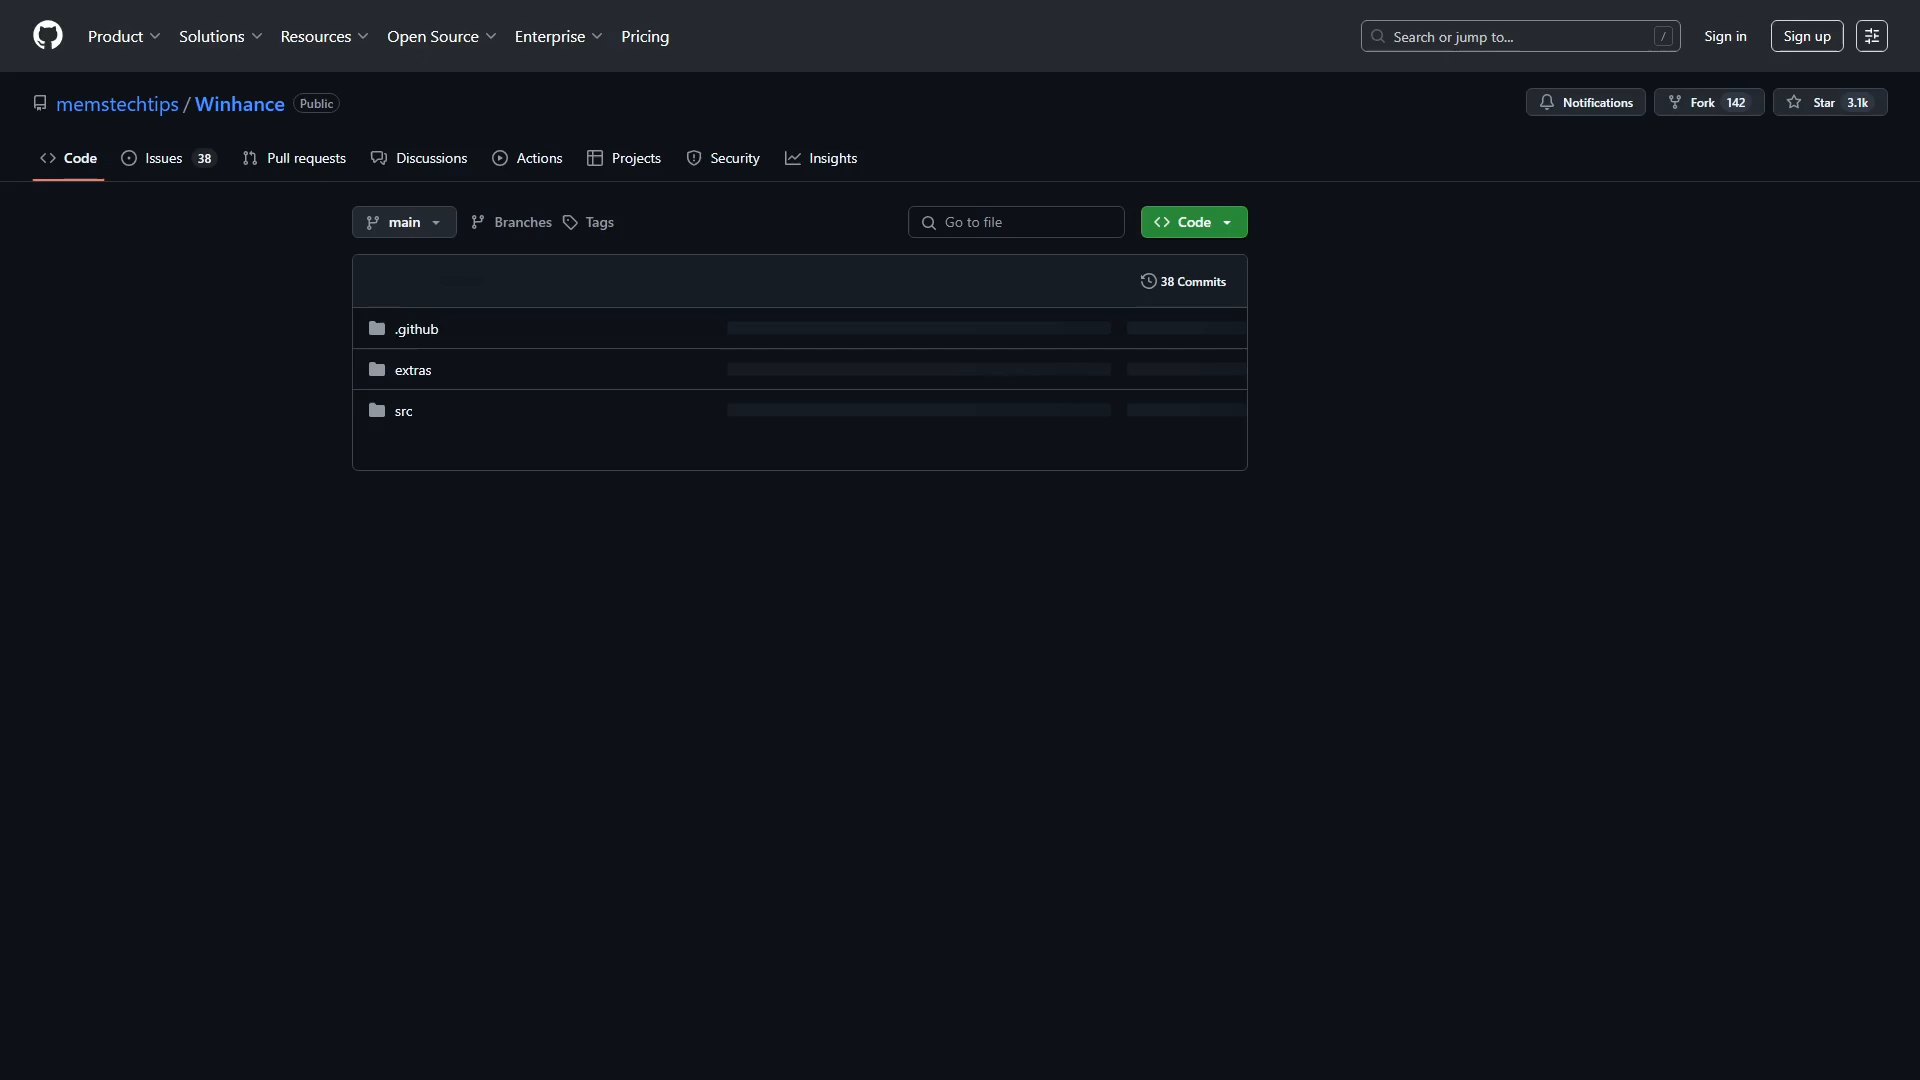 Product Solutions Resources Open Source Enterprise Pricing Search or jump to... / Sign in Sign up
memstechtips / Winhance Public Notifications Fork 142 Star 3.1k
Code Issues 38 Pull requests Discussions Actions Projects Security Insights
main Branches Tags Go to file Code
38 Commits
.github
extras
src